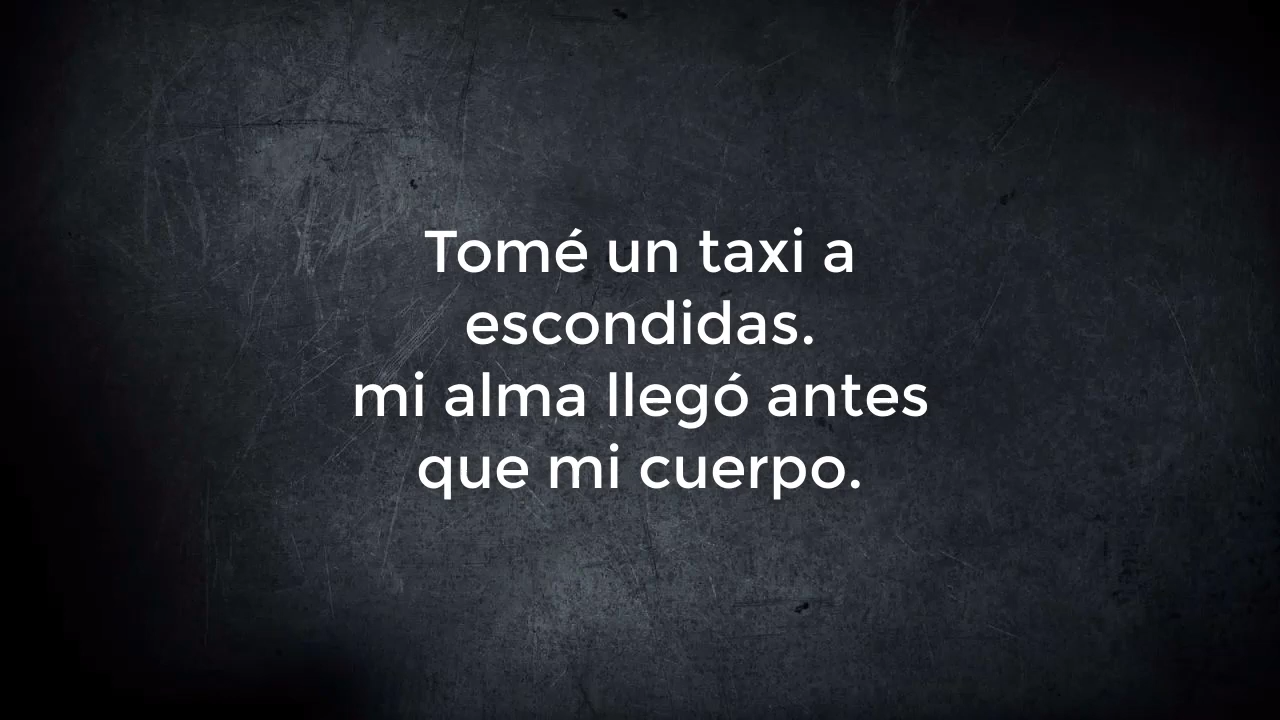 Tomé un taxi a
escondidas.
mi alma llegó antes
que mi cuerpo.